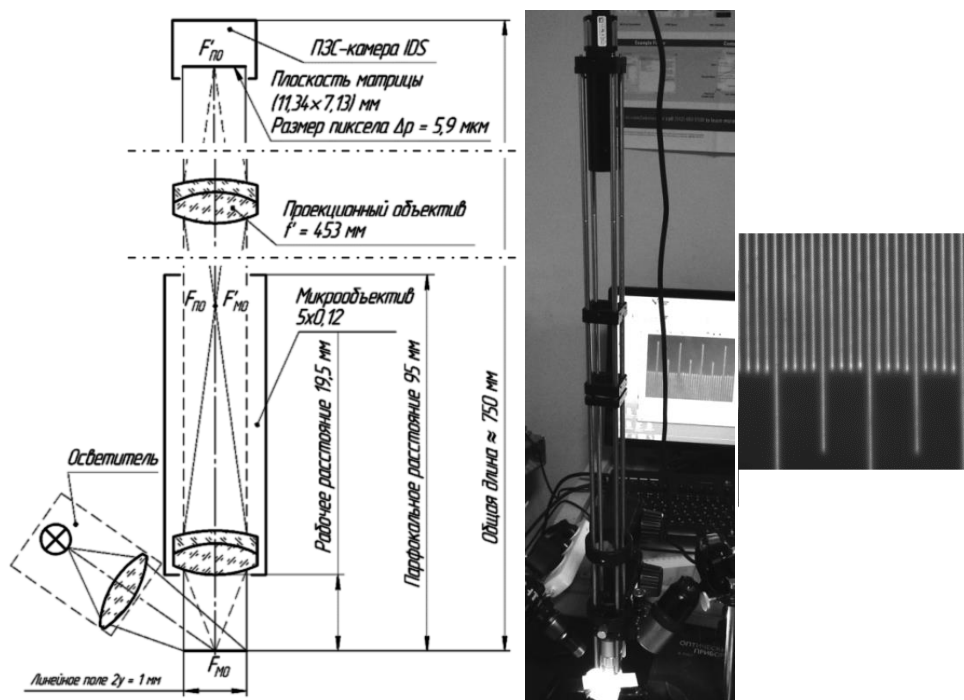 ПЗС-камера IDS
F'ПО
Плоскость матрицы
(11,34×7,13) мм
Размер пиксела Δp = 5,9 мкм
Проекционный объектив
f' = 453 мм
FПО
F'МО
Микрообъектив
5х0,12
Осветитель
Рабочее расстояние 19,5 мм
Парфокальное расстояние 95 мм
Общая длина ≈ 750 мм
FМО
Линейное поле 2y = 1 мм